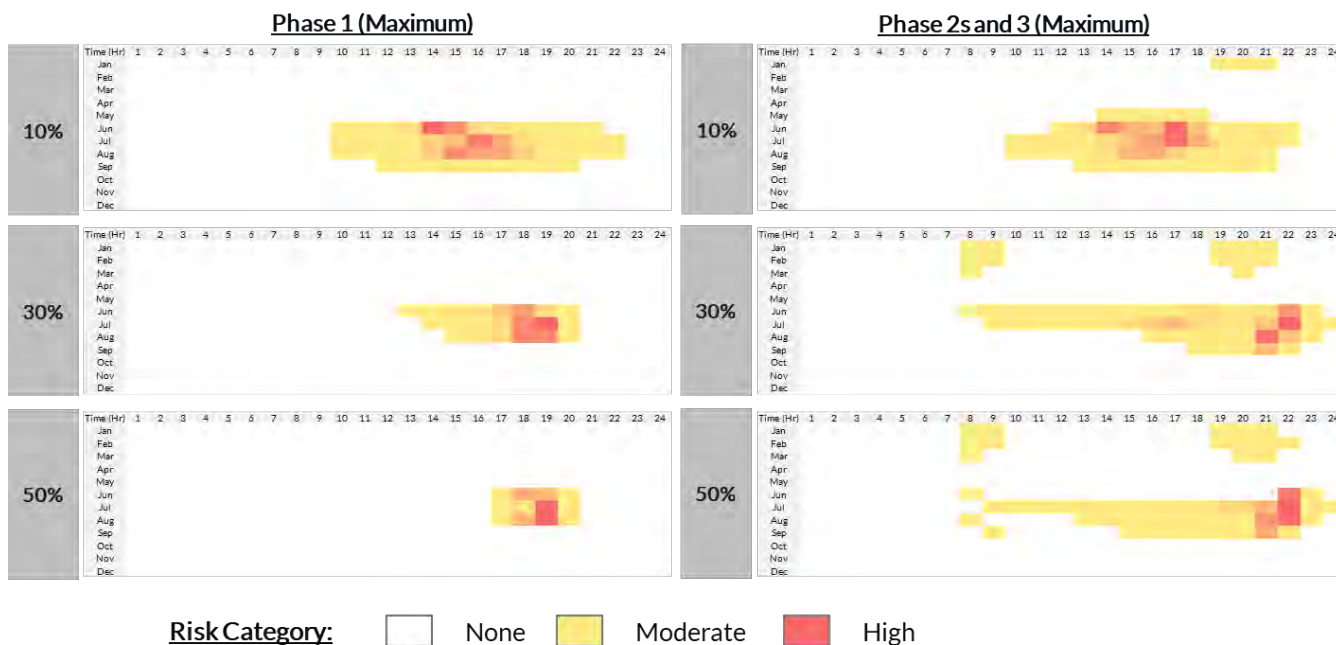 Phase 1 (Maximum)
Phase 2s and 3 (Maximum)
10%
Time (Hr) 1 2 3 4 5 6 7 8 9 10 11 12 13 14 15 16 17 18 19 20 21 22 23 24
Jan
Feb
Mar
Apr
May
Jun
Jul
Aug
Sep
Oct
Nov
Dec
10%
Time (Hr) 1 2 3 4 5 6 7 8 9 10 11 12 13 14 15 16 17 18 19 20 21 22 23 24
Jan
Feb
Mar
Apr
May
Jun
Jul
Aug
Sep
Oct
Nov
Dec
30%
Time (Hr) 1 2 3 4 5 6 7 8 9 10 11 12 13 14 15 16 17 18 19 20 21 22 23 24
Jan
Feb
Mar
Apr
May
Jun
Jul
Aug
Sep
Oct
Nov
Dec
30%
Time (Hr) 1 2 3 4 5 6 7 8 9 10 11 12 13 14 15 16 17 18 19 20 21 22 23 24
Jan
Feb
Mar
Apr
May
Jun
Jul
Aug
Sep
Oct
Nov
Dec
50%
Time (Hr) 1 2 3 4 5 6 7 8 9 10 11 12 13 14 15 16 17 18 19 20 21 22 23 24
Jan
Feb
Mar
Apr
May
Jun
Jul
Aug
Sep
Oct
Nov
Dec
50%
Time (Hr) 1 2 3 4 5 6 7 8 9 10 11 12 13 14 15 16 17 18 19 20 21 22 23 24
Jan
Feb
Mar
Apr
May
Jun
Jul
Aug
Sep
Oct
Nov
Dec
Risk Category: None Moderate High